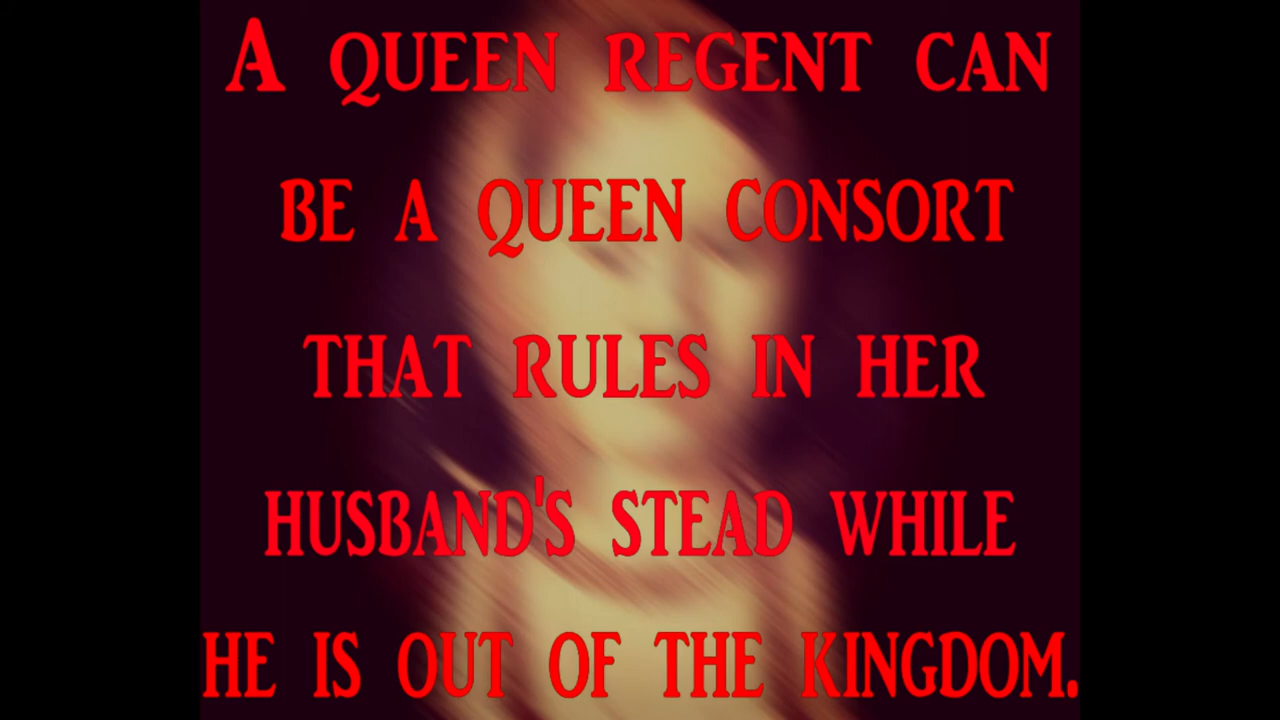 A QUEEN REGENT CAN
BE A QUEEN CONSORT
THAT RULES IN HER
HUSBAND'S STEAD WHILE
HE IS OUT OF THE KINGDOM.